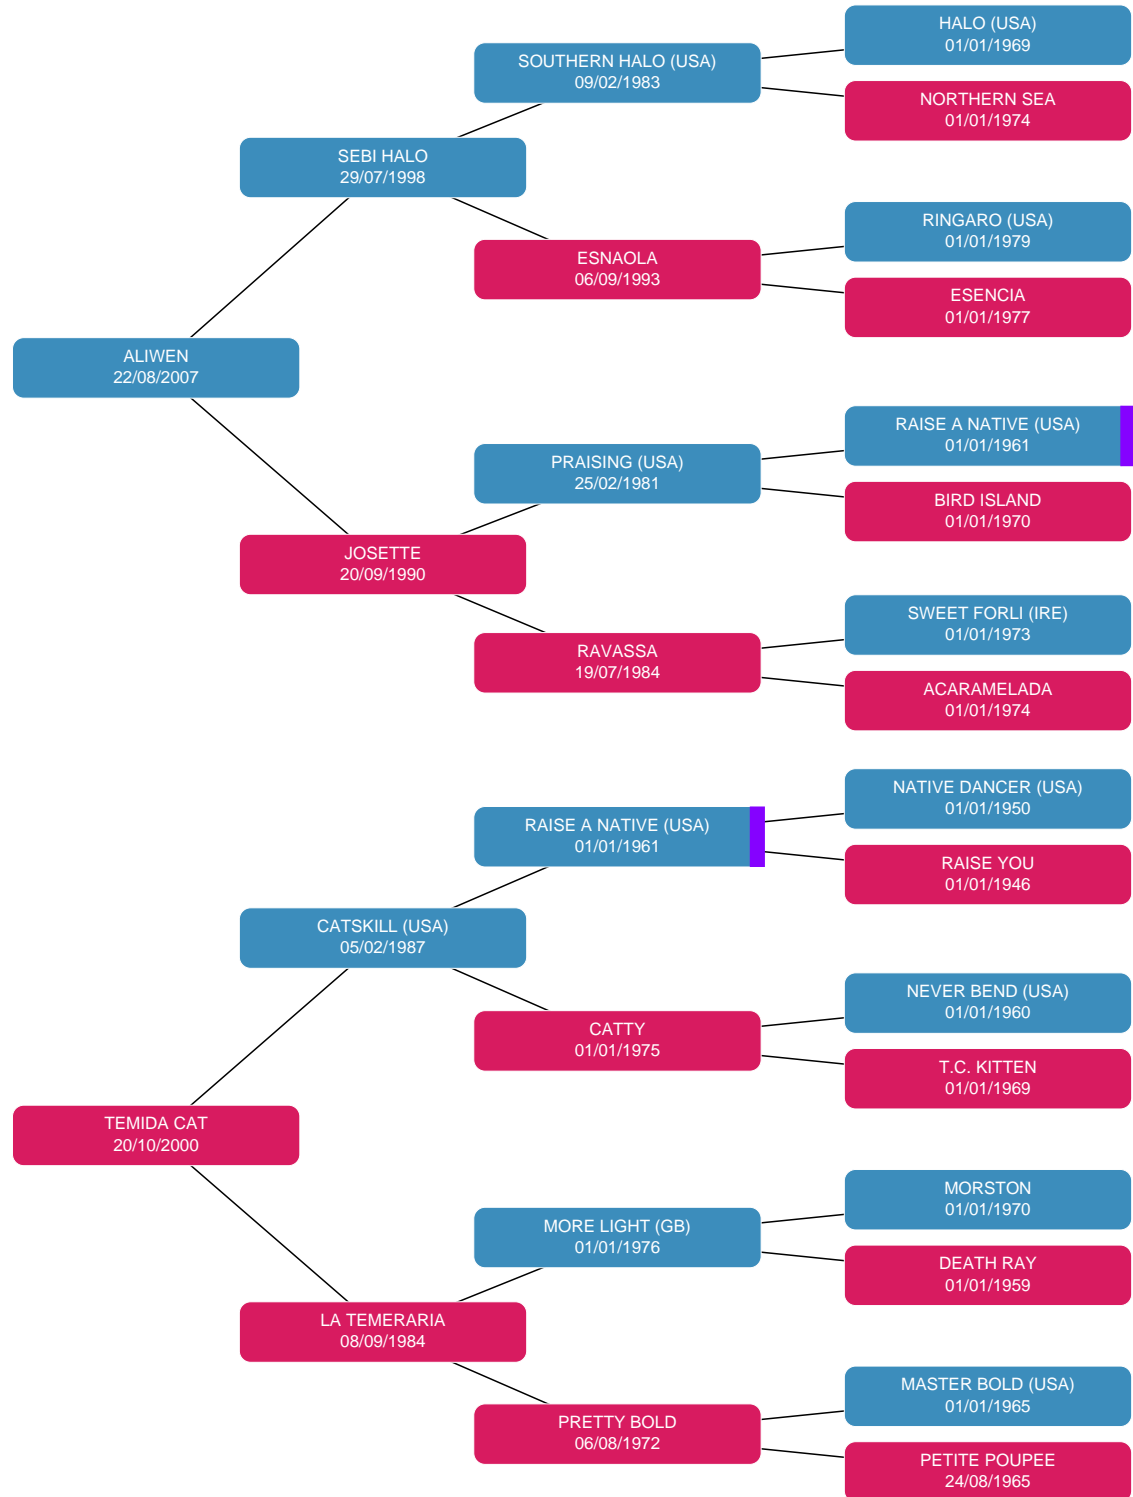 HALO (USA)
01/01/1969
SOUTHERN HALO (USA)
09/02/1983
NORTHERN SEA
01/01/1974
SEBI HALO
29/07/1998
RINGARO (USA)
01/01/1979
ESNAOLA
06/09/1993
ESENCIA
01/01/1977
ALIWEN
22/08/2007
RAISE A NATIVE (USA)
01/01/1961
PRAISING (USA)
25/02/1981
BIRD ISLAND
01/01/1970
JOSETTE
20/09/1990
SWEET FORLI (IRE)
01/01/1973
RAVASSA
19/07/1984
ACARAMELADA
01/01/1974
NATIVE DANCER (USA)
01/01/1950
RAISE A NATIVE (USA)
01/01/1961
RAISE YOU
01/01/1946
CATSKILL (USA)
05/02/1987
NEVER BEND (USA)
01/01/1960
CATTY
01/01/1975
T.C. KITTEN
01/01/1969
TEMIDA CAT
20/10/2000
MORSTON
01/01/1970
MORE LIGHT (GB)
01/01/1976
DEATH RAY
01/01/1959
LA TEMERARIA
08/09/1984
MASTER BOLD (USA)
01/01/1965
PRETTY BOLD
06/08/1972
PETITE POUPEE
24/08/1965